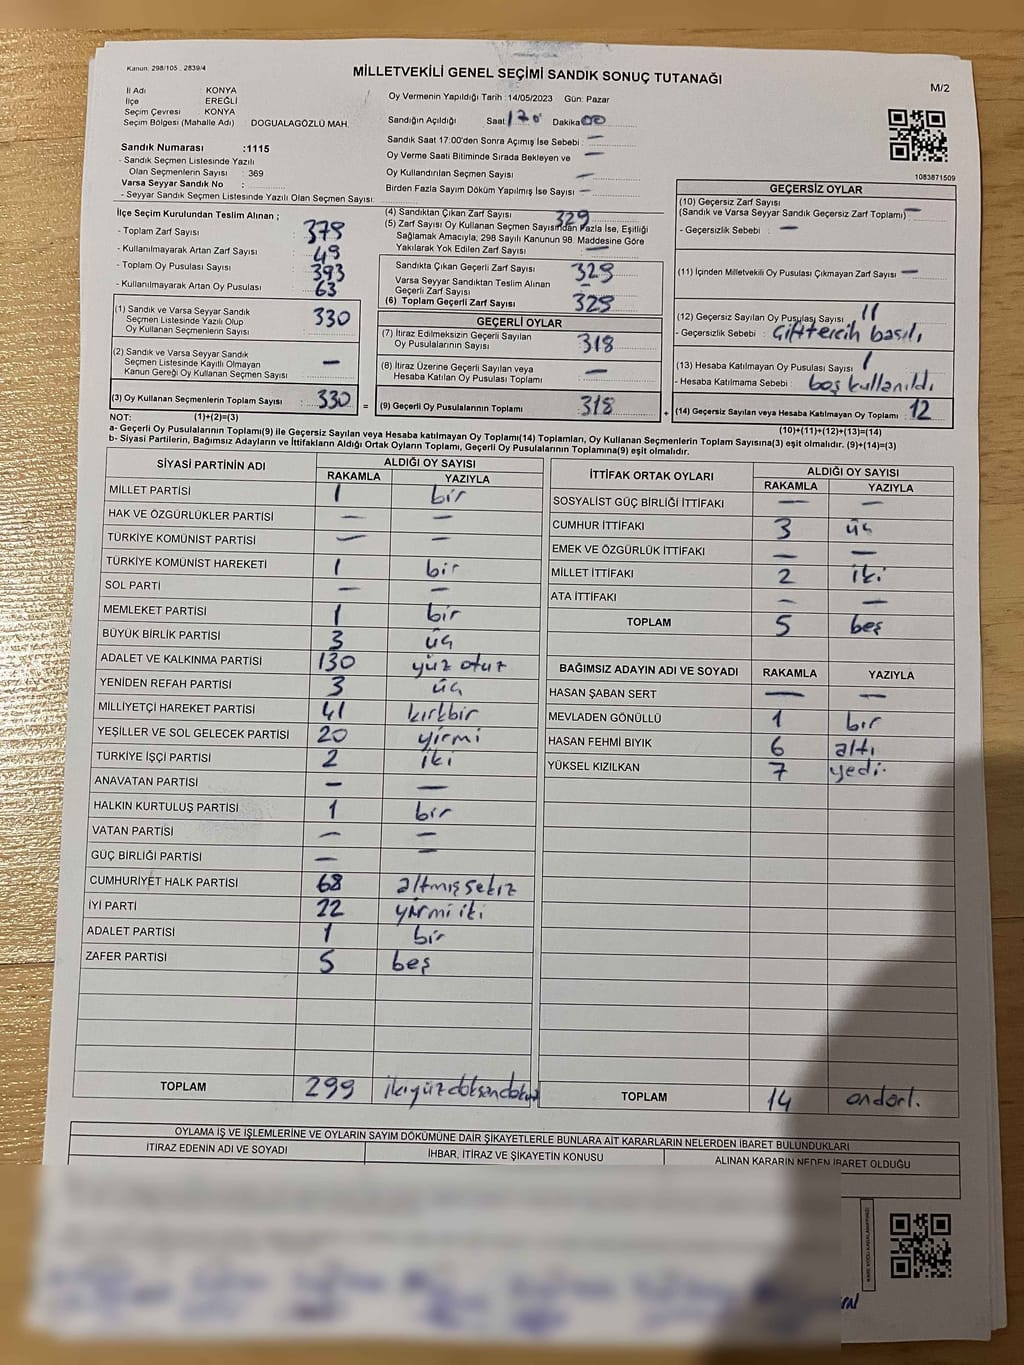 Kanun: 298/105 , 2839/4
MİLLETVEKİLİ GENEL SEÇİMİ SANDIK SONUÇ TUTANAĞI
M/2
İl Adı : KONYA
İlçe : EREĞLİ
Seçim Çevresi : KONYA
Seçim Bölgesi (Mahalle Adı) : DOGUALAGÖZLÜ MAH.
Oy Vermenin Yapıldığı Tarih : 14/05/2023 Gün: Pazar
Sandığın Açıldığı Saat Dakika 00
Sandık Saat 17:00'den Sonra Açımış İse Sebebi : —
Oy Verme Saati Bitiminde Sırada Bekleyen ve —
Oy Kullandırılan Seçmen Sayısı —
Birden Fazla Sayım Döküm Yapılmış İse Sayısı —
1083871509
Sandık Numarası :1115
- Sandık Seçmen Listesinde Yazılı
Olan Seçmenlerin Sayısı : 369
Varsa Seyyar Sandık No :
- Seyyar Sandık Seçmen Listesinde Yazılı Olan Seçmen Sayısı:
İlçe Seçim Kurulundan Teslim Alınan ;
- Toplam Zarf Sayısı : 378
- Kullanılmayarak Artan Zarf Sayısı : 49
- Toplam Oy Pusulası Sayısı : 393
- Kullanılmayarak Artan Oy Pusulası : 63
(1) Sandık ve Varsa Seyyar Sandık
Seçmen Listesinde Yazılı Olup
Oy Kullanan Seçmenlerin Sayısı : 330
(2) Sandık ve Varsa Seyyar Sandık
Seçmen Listesinde Kayıtlı Olmayan
Kanun Gereği Oy Kullanan Seçmen Sayısı : —
(3) Oy Kullanan Seçmenlerin Toplam Sayısı : 330
(4) Sandıktan Çıkan Zarf Sayısı 329
(5) Zarf Sayısı Oy Kullanan Seçmen Sayısından Fazla İse, Eşitliği
Sağlamak Amacıyla, 298 Sayılı Kanunun 98. Maddesine Göre
Yakılarak Yok Edilen Zarf Sayısı : —
Sandıkta Çıkan Geçerli Zarf Sayısı 329
Varsa Seyyar Sandıktan Teslim Alınan
Geçerli Zarf Sayısı —
(6) Toplam Geçerli Zarf Sayısı 329
GEÇERLİ OYLAR
(7) İtiraz Edilmeksizin Geçerli Sayılan
Oy Pusulalarının Sayısı : 318
(8) İtiraz Üzerine Geçerli Sayılan veya
Hesaba Katılan Oy Pusulası Toplamı : —
= (9) Geçerli Oy Pusulalarının Toplamı : 318 +
GEÇERSİZ OYLAR
(10) Geçersiz Zarf Sayısı
(Sandık ve Varsa Seyyar Sandık Geçersiz Zarf Toplamı) —
- Geçersizlik Sebebi : —
(11) İçinden Milletvekili Oy Pusulası Çıkmayan Zarf Sayısı —
(12) Geçersiz Sayılan Oy Pusulası Sayısı : 11
- Geçersizlik Sebebi : Çift tercih basılı
(13) Hesaba Katılmayan Oy Pusulası Sayısı : 1
- Hesaba Katılmama Sebebi : boş kullanıldı
(14) Geçersiz Sayılan veya Hesaba Katılmayan Oy Toplamı : 12
NOT: (1)+(2)=(3)
(10)+(11)+(12)+(13)=(14)
a- Geçerli Oy Pusulalarının Toplamı(9) ile Geçersiz Sayılan veya Hesaba katılmayan Oy Toplamı(14) Toplamları, Oy Kullanan Seçmenlerin Toplam Sayısına(3) eşit olmalıdır. (9)+(14)=(3)
b- Siyasi Partilerin, Bağımsız Adayların ve İttifakların Aldığı Ortak Oyların Toplamı, Geçerli Oy Pusulalarının Toplamına(9) eşit olmalıdır.
SİYASİ PARTİNİN ADI
ALDIĞI OY SAYISI
RAKAMLA YAZIYLA
MİLLET PARTİSİ 1 bir
HAK VE ÖZGÜRLÜKLER PARTİSİ — —
TÜRKİYE KOMÜNİST PARTİSİ — —
TÜRKİYE KOMÜNİST HAREKETİ 1 bir
SOL PARTİ — —
MEMLEKET PARTİSİ 1 bir
BÜYÜK BİRLİK PARTİSİ 3 üç
ADALET VE KALKINMA PARTİSİ 130 yüz otuz
YENİDEN REFAH PARTİSİ 3 üç
MİLLİYETÇİ HAREKET PARTİSİ 41 kırkbir
YEŞİLLER VE SOL GELECEK PARTİSİ 20 yirmi
TÜRKİYE İŞÇİ PARTİSİ 2 iki
ANAVATAN PARTİSİ — —
HALKIN KURTULUŞ PARTİSİ 1 bir
VATAN PARTİSİ — —
GÜÇ BİRLİĞİ PARTİSİ — —
CUMHURİYET HALK PARTİSİ 68 altmışsekiz
İYİ PARTİ 22 yirmi iki
ADALET PARTİSİ 1 bir
ZAFER PARTİSİ 5 beş
TOPLAM 299 ikiyüzdoksandokuz
İTTİFAK ORTAK OYLARI
ALDIĞI OY SAYISI
RAKAMLA YAZIYLA
SOSYALİST GÜÇ BİRLİĞİ İTTİFAKI — —
CUMHUR İTTİFAKI 3 üç
EMEK VE ÖZGÜRLÜK İTTİFAKI — —
MİLLET İTTİFAKI 2 iki
ATA İTTİFAKI — —
TOPLAM 5 beş
BAĞIMSIZ ADAYIN ADI VE SOYADI RAKAMLA YAZIYLA
HASAN ŞABAN SERT — —
MEVLADEN GÖNÜLLÜ 1 bir
HASAN FEHMİ BIYIK 6 altı
YÜKSEL KIZILKAN 7 yedi.
TOPLAM 14 ondört.
OYLAMA İŞ VE İŞLEMLERİNE VE OYLARIN SAYIM DÖKÜMÜNE DAİR ŞİKAYETLERLE BUNLARA AİT KARARLARIN NELERDEN İBARET BULUNDUKLARI
İTİRAZ EDENİN ADI VE SOYADI
İHBAR, İTİRAZ VE ŞİKAYETİN KONUSU
ALINAN KARARIN NEDEN İBARET OLDUĞU